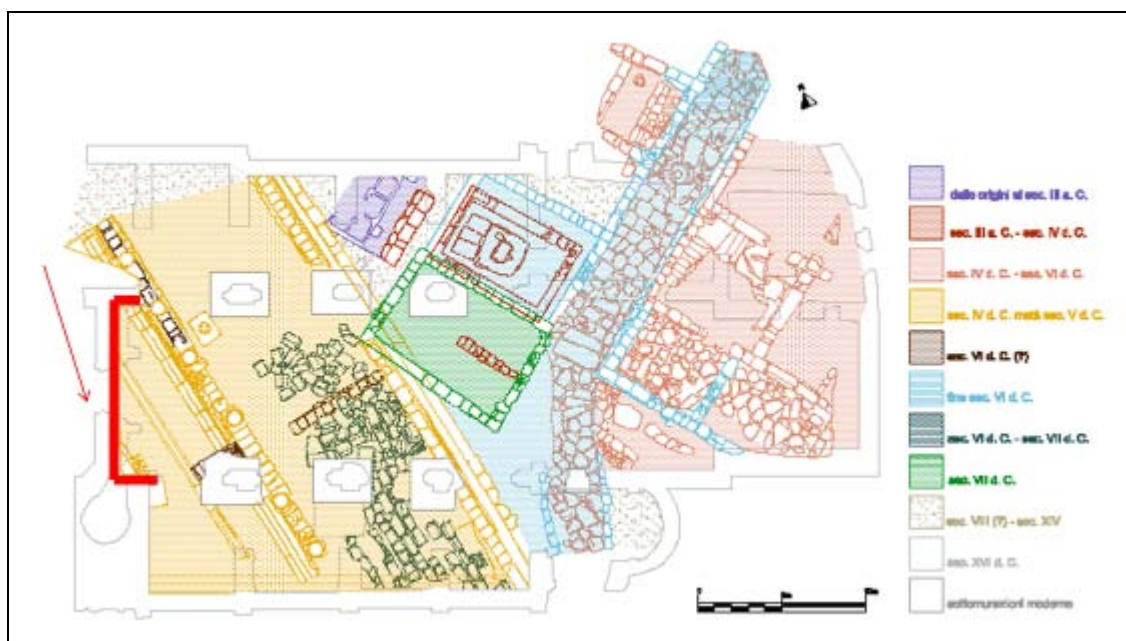 dalle origini al sec. III a. C.
sec. III a. C. - sec. IV d. C.
sec. IV d. C. - sec. VI d. C.
sec. IV d. C. metà sec. V d. C.
sec. VI d. C. (?)
fine sec. VI d. C.
sec. VI d. C. - sec. VII d. C.
sec. VII d. C.
sec. VIII (?) - sec. XIV
sec. XVI d. C.
sottomurazioni moderne